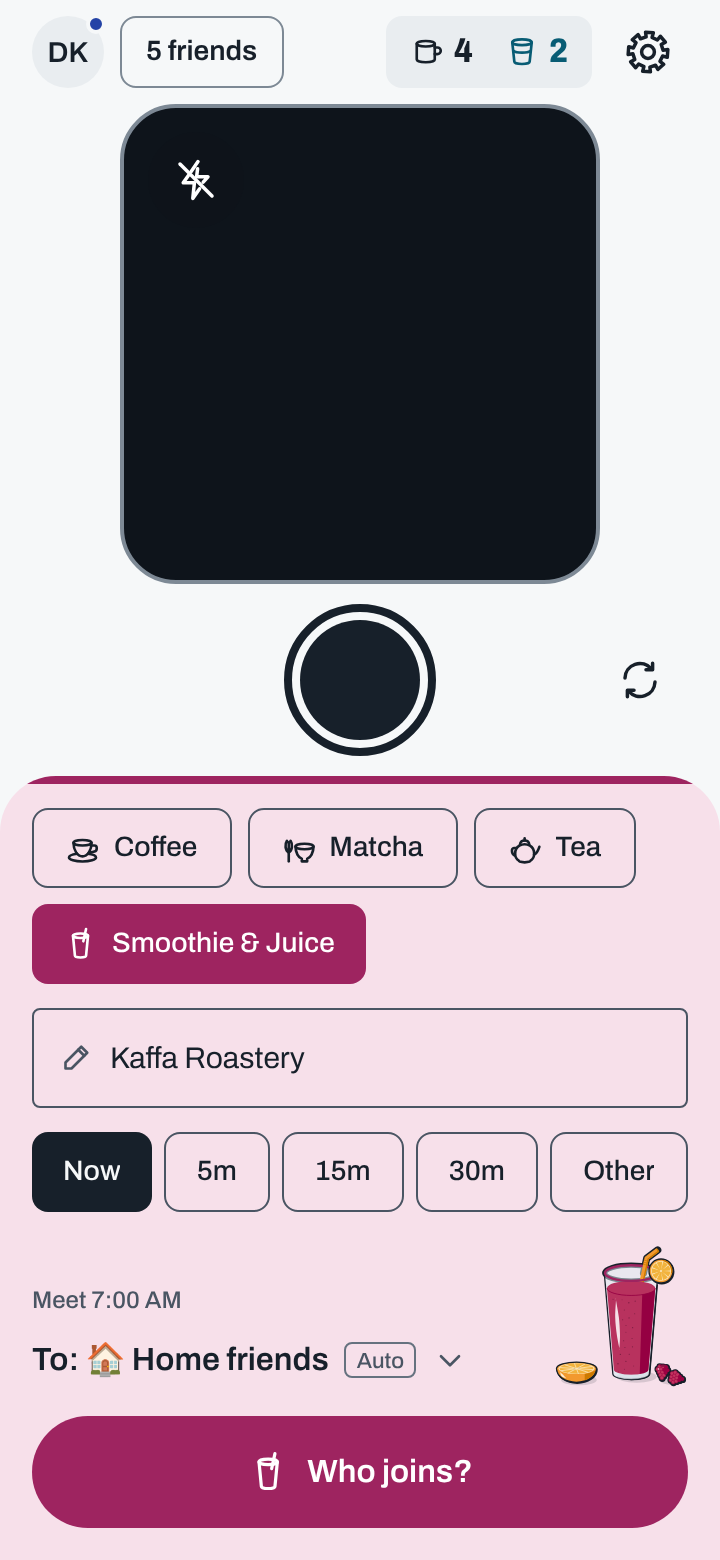 DK
5 friends
4
2
Coffee
Matcha
Tea
Smoothie & Juice
Kaffa Roastery
Now
5m
15m
30m
Other
Meet 7:00 AM
To: 🏠 Home friends
Auto
Who joins?